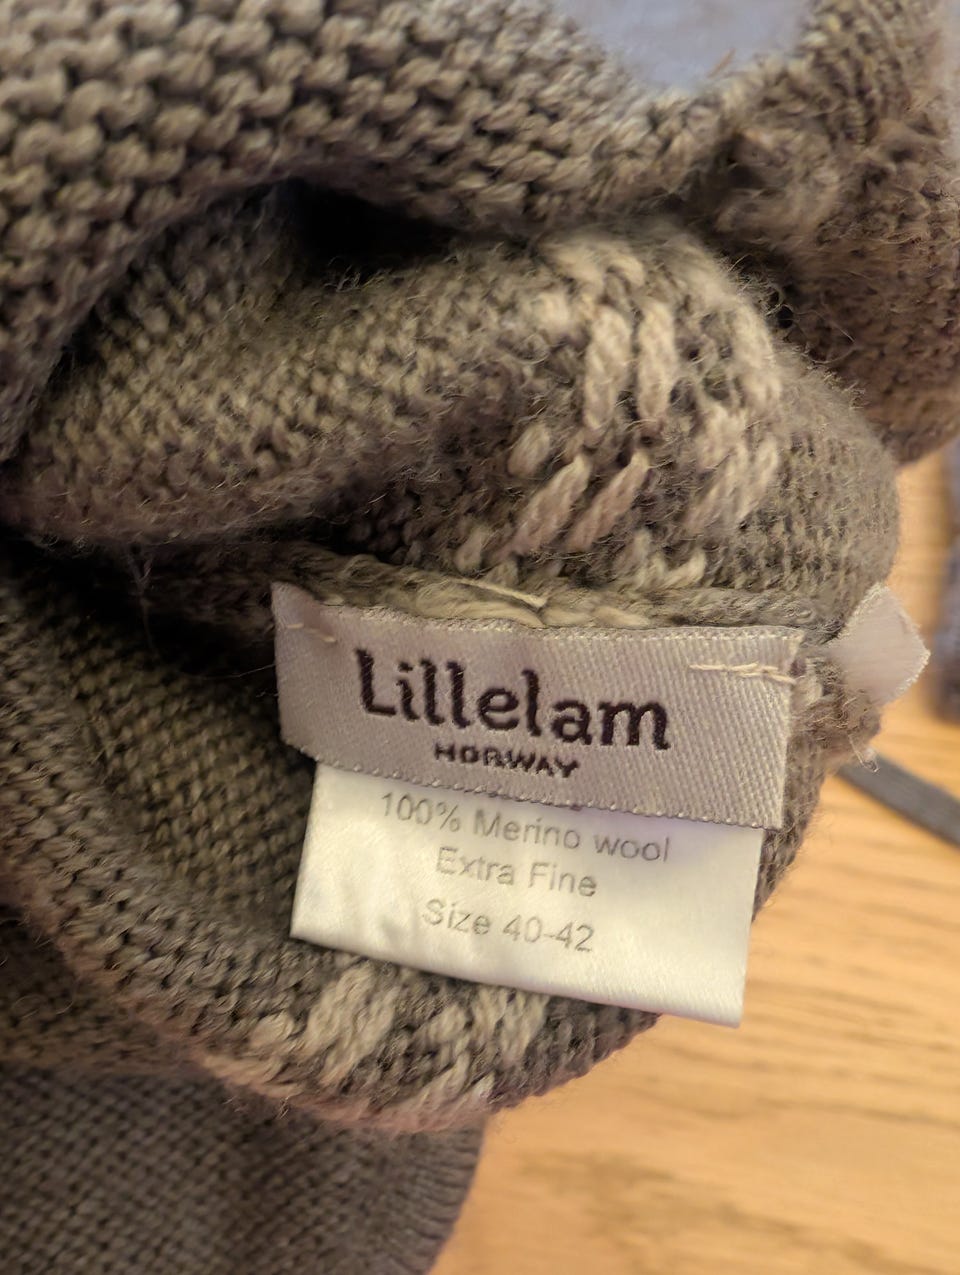 Lillelam
NORWAY
100% Merino wool
Extra Fine
Size 40-42